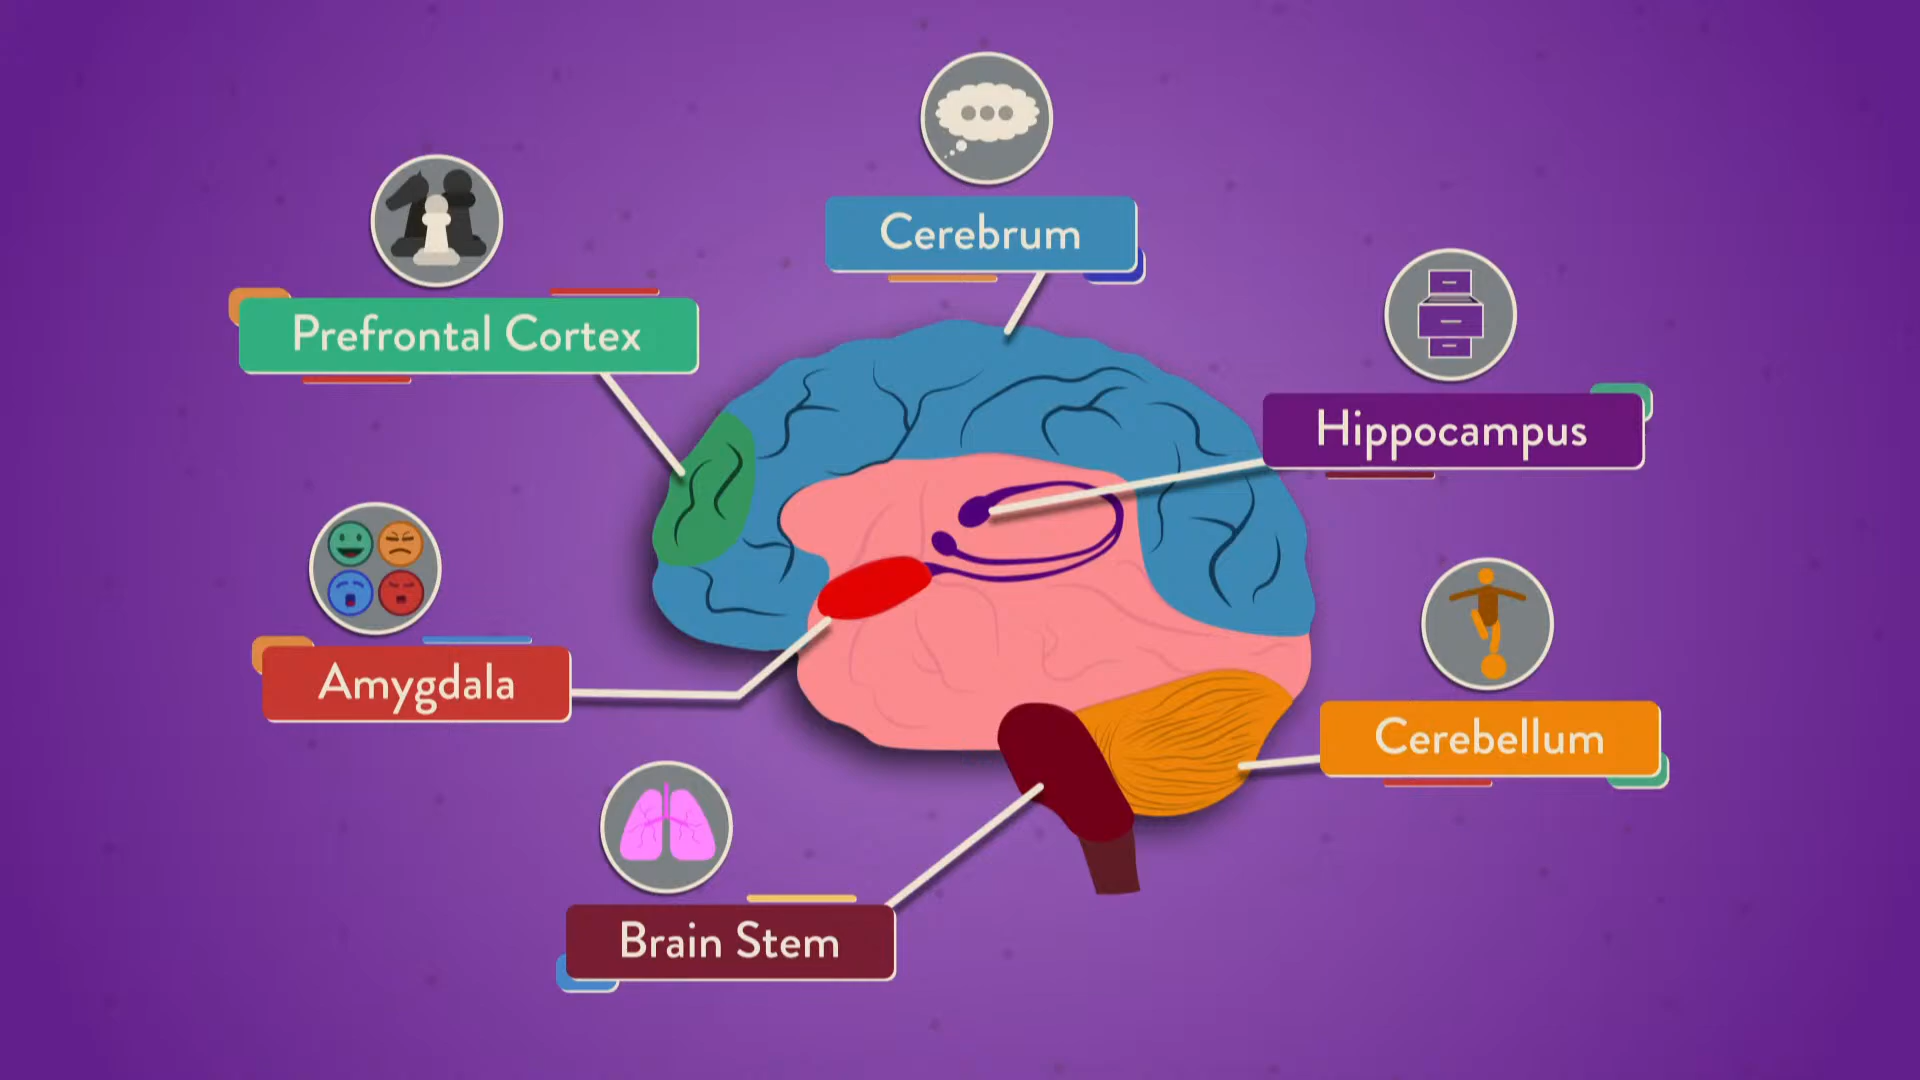 Cerebrum
Prefrontal Cortex
Hippocampus
Amygdala
Cerebellum
Brain Stem